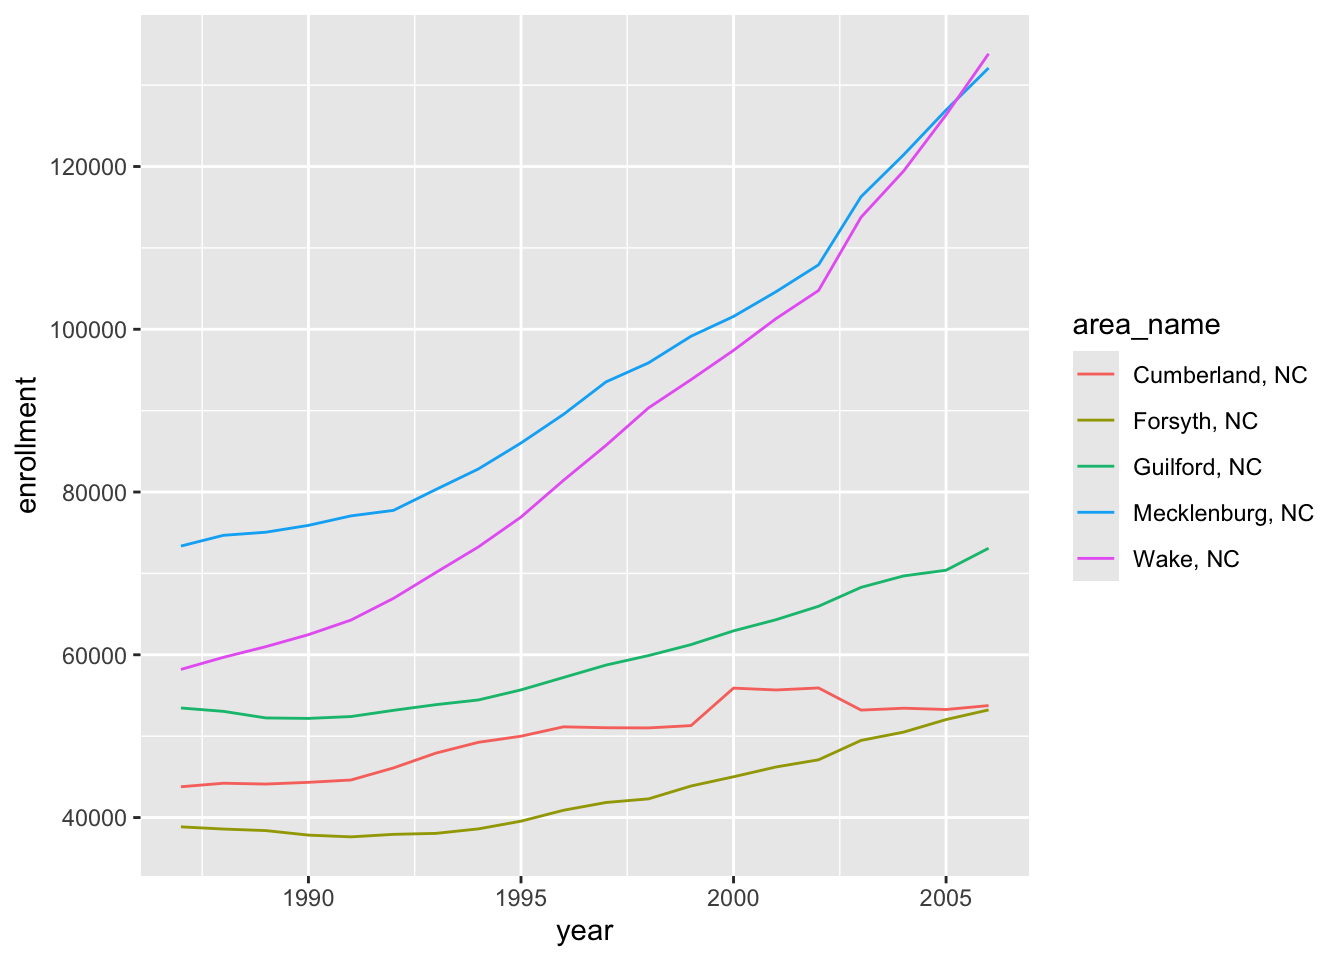 enrollment
120000
100000
80000
60000
40000
1990 1995 2000 2005
year
area_name
Cumberland, NC
Forsyth, NC
Guilford, NC
Mecklenburg, NC
Wake, NC